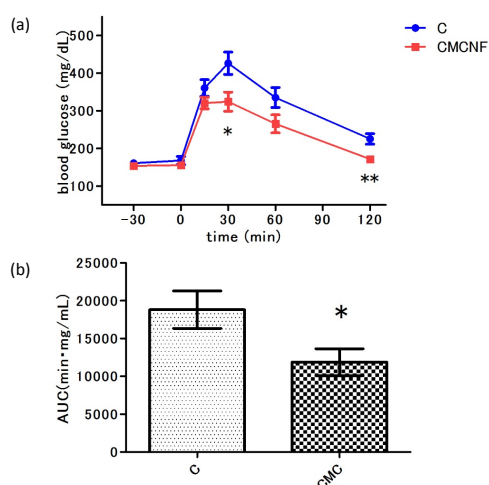 (a)
C
CMCNF
blood glucose (mg/dL)
500
400
300
200
100
*
**
-30 0 30 60 90 120
time (min)
(b)
AUC(min・mg/mL)
25000
20000
15000
10000
5000
0
*
C
CMC